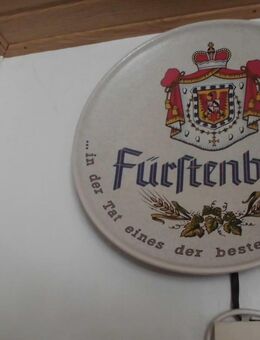 Fürstenb
...in der Tat eines der beste